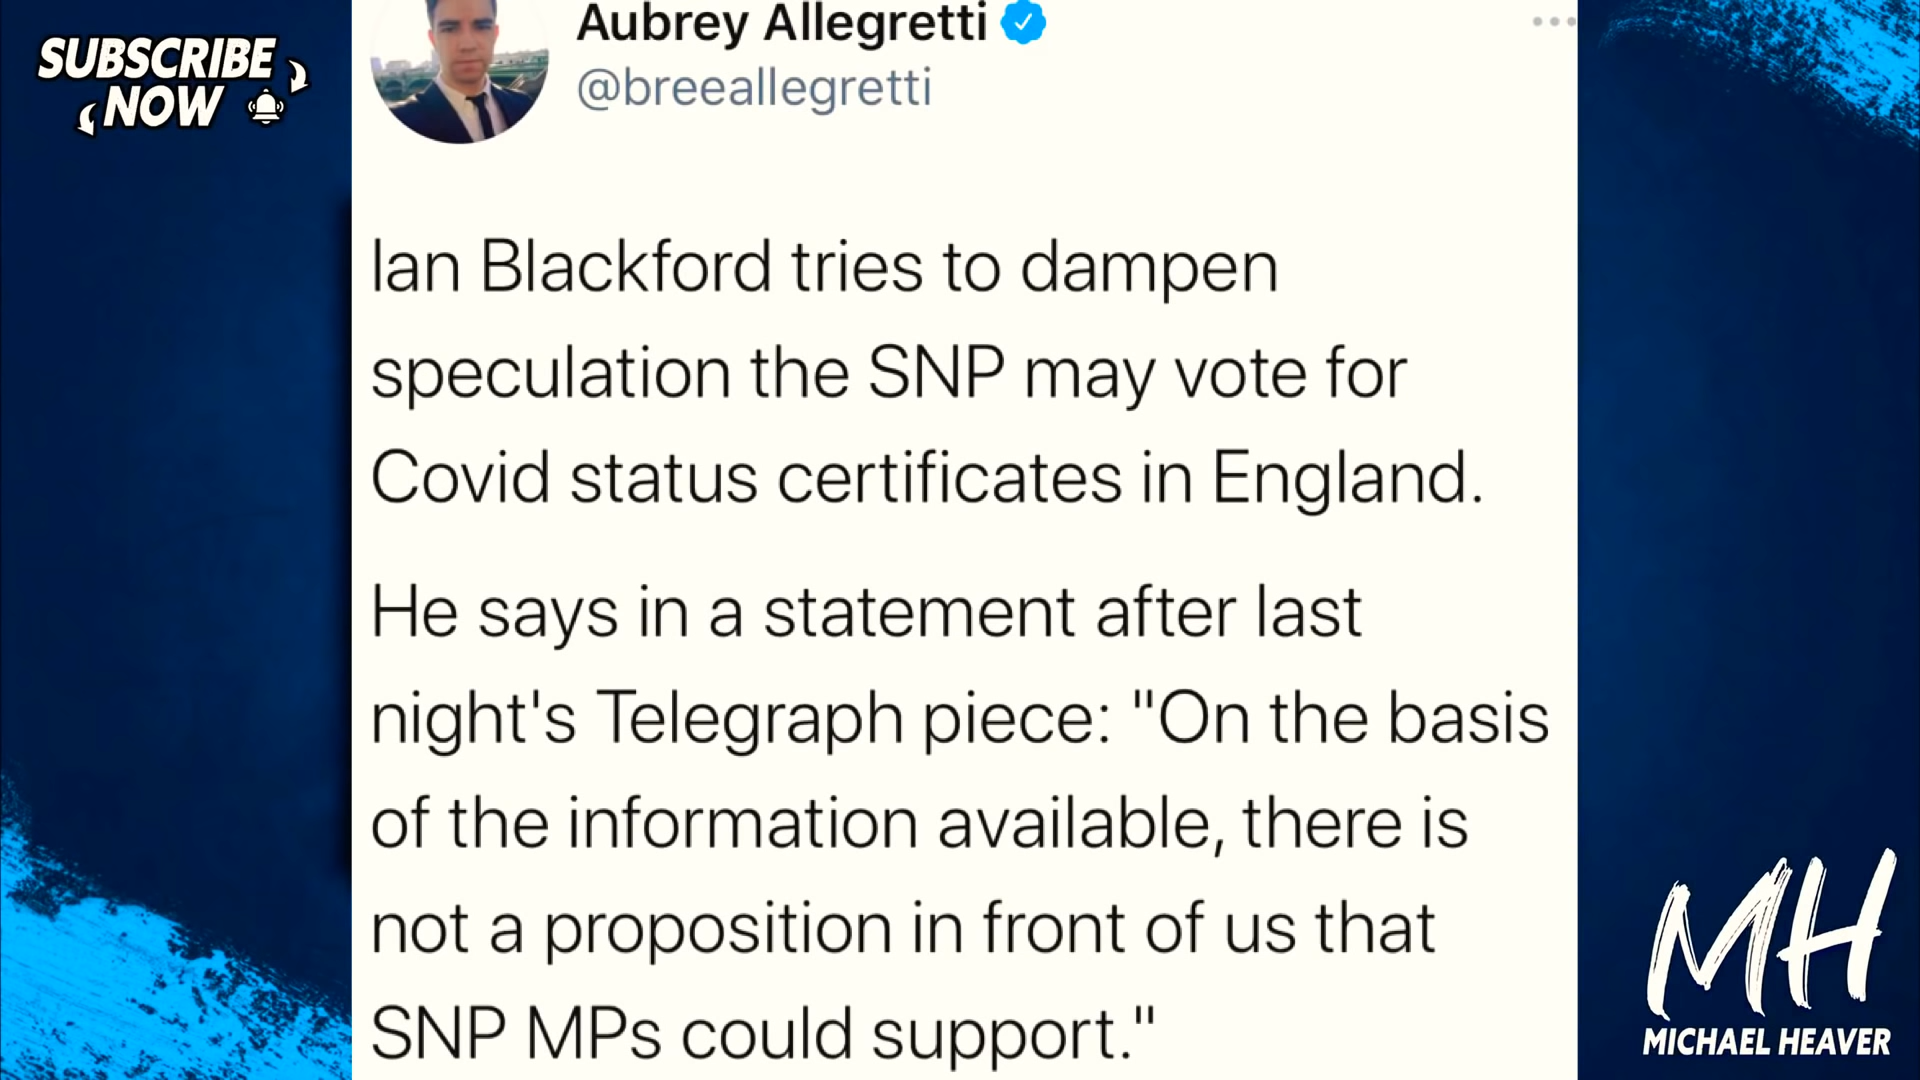 SUBSCRIBE
NOW
Aubrey Allegretti
@breeallegretti
Ian Blackford tries to dampen
speculation the SNP may vote for
Covid status certificates in England.
He says in a statement after last
night's Telegraph piece: "On the basis
of the information available, there is
not a proposition in front of us that
SNP MPs could support."
MH
MICHAEL HEAVER